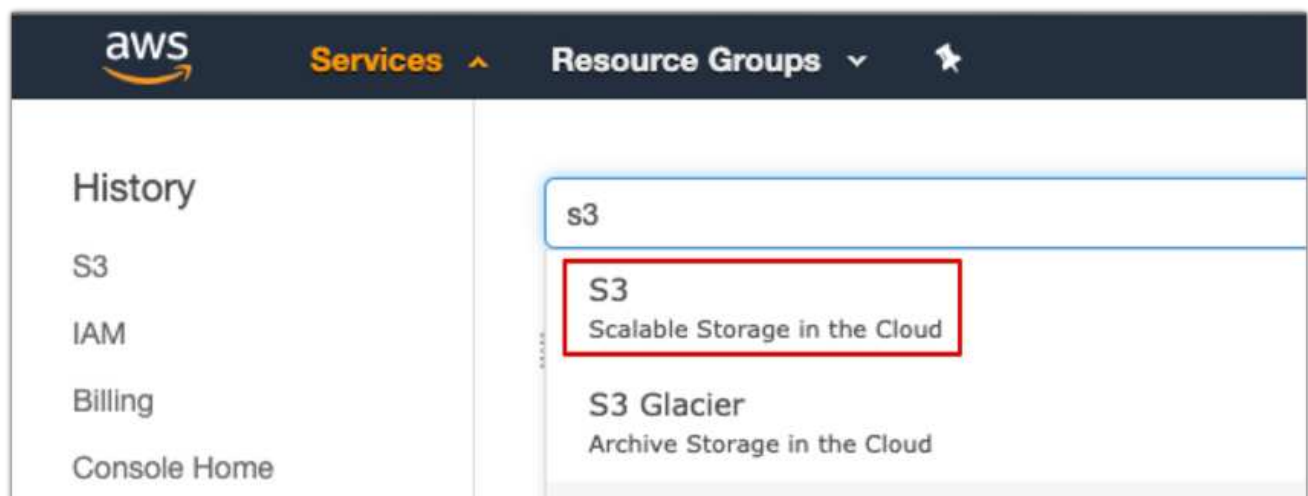 aws
Services
Resource Groups
History
S3
IAM
Billing
Console Home
s3
S3
Scalable Storage in the Cloud
S3 Glacier
Archive Storage in the Cloud